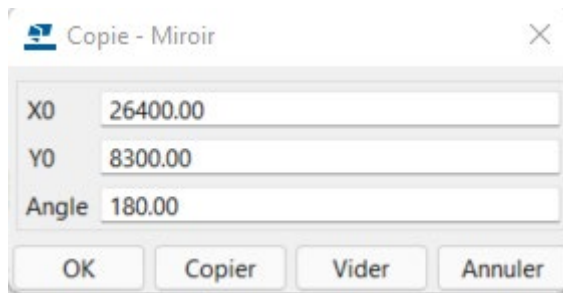 Copie - Miroir
X0 26400.00
Y0 8300.00
Angle 180.00
OK Copier Vider Annuler